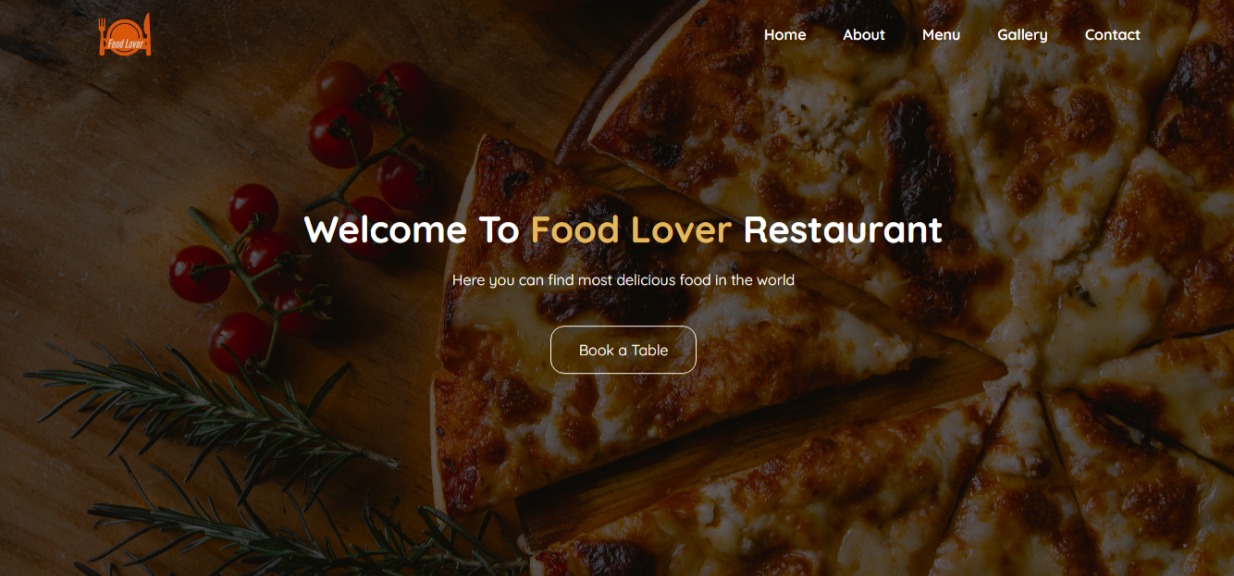 Food Lover
Home About Menu Gallery Contact
Welcome To Food Lover Restaurant
Here you can find most delicious food in the world
Book a Table